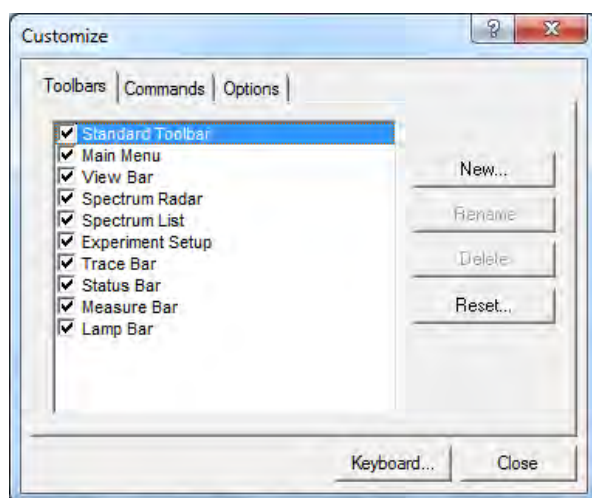 Customize
Toolbars Commands Options
Standard Toolbar
Main Menu
View Bar
Spectrum Radar
Spectrum List
Experiment Setup
Trace Bar
Status Bar
Measure Bar
Lamp Bar
New...
Rename
Delete
Reset...
Keyboard... Close